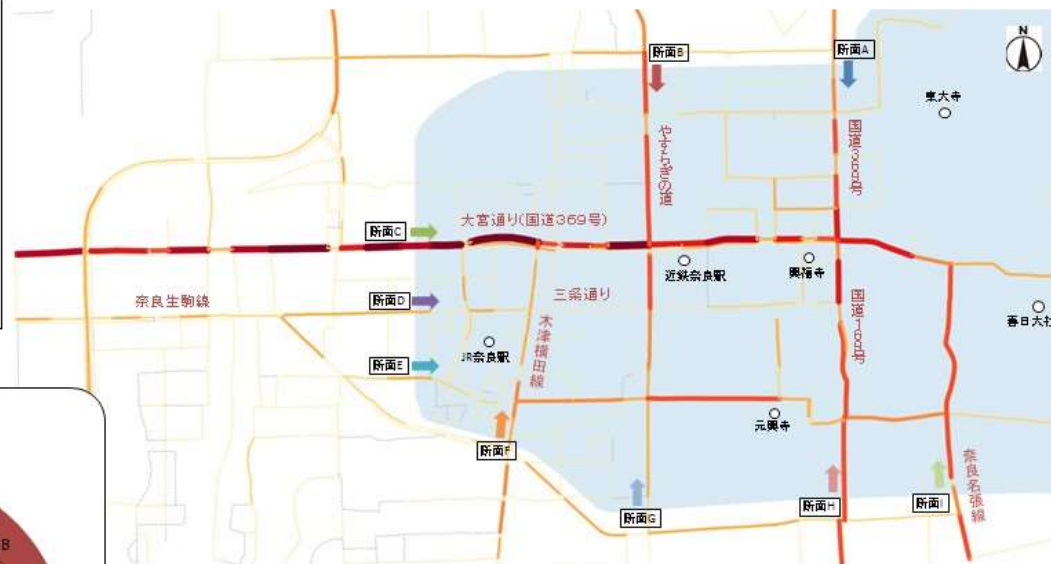 N
断面B
断面A
東大寺
やすらぎの道
国道369号
大宮通り(国道369号)
断面C
近鉄奈良駅
興福寺
奈良生駒線
断面D
三条通り
国道169号
春日大社
木津横田線
JR奈良駅
断面E
元興寺
断面F
奈良名張線
断面G
断面H
断面I
B